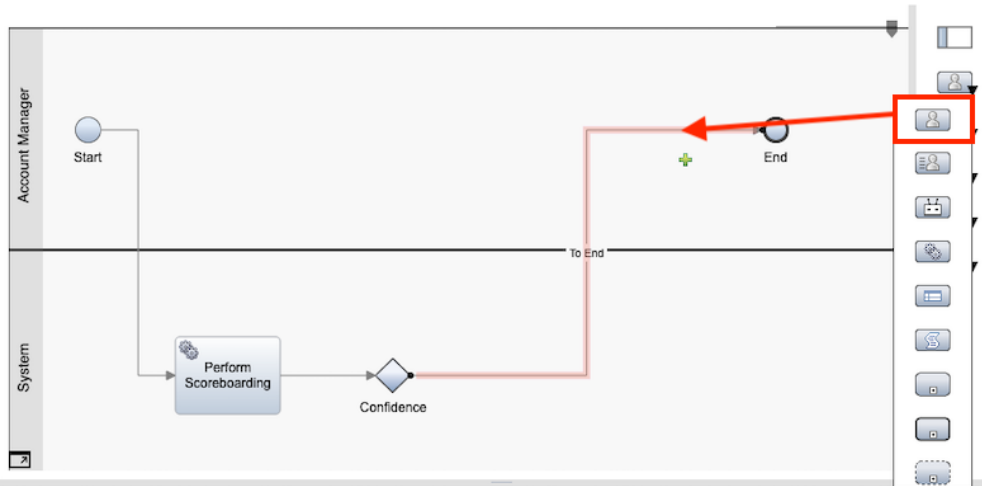 Account Manager
Start
End
To End
System
Perform
Scoreboarding
Confidence